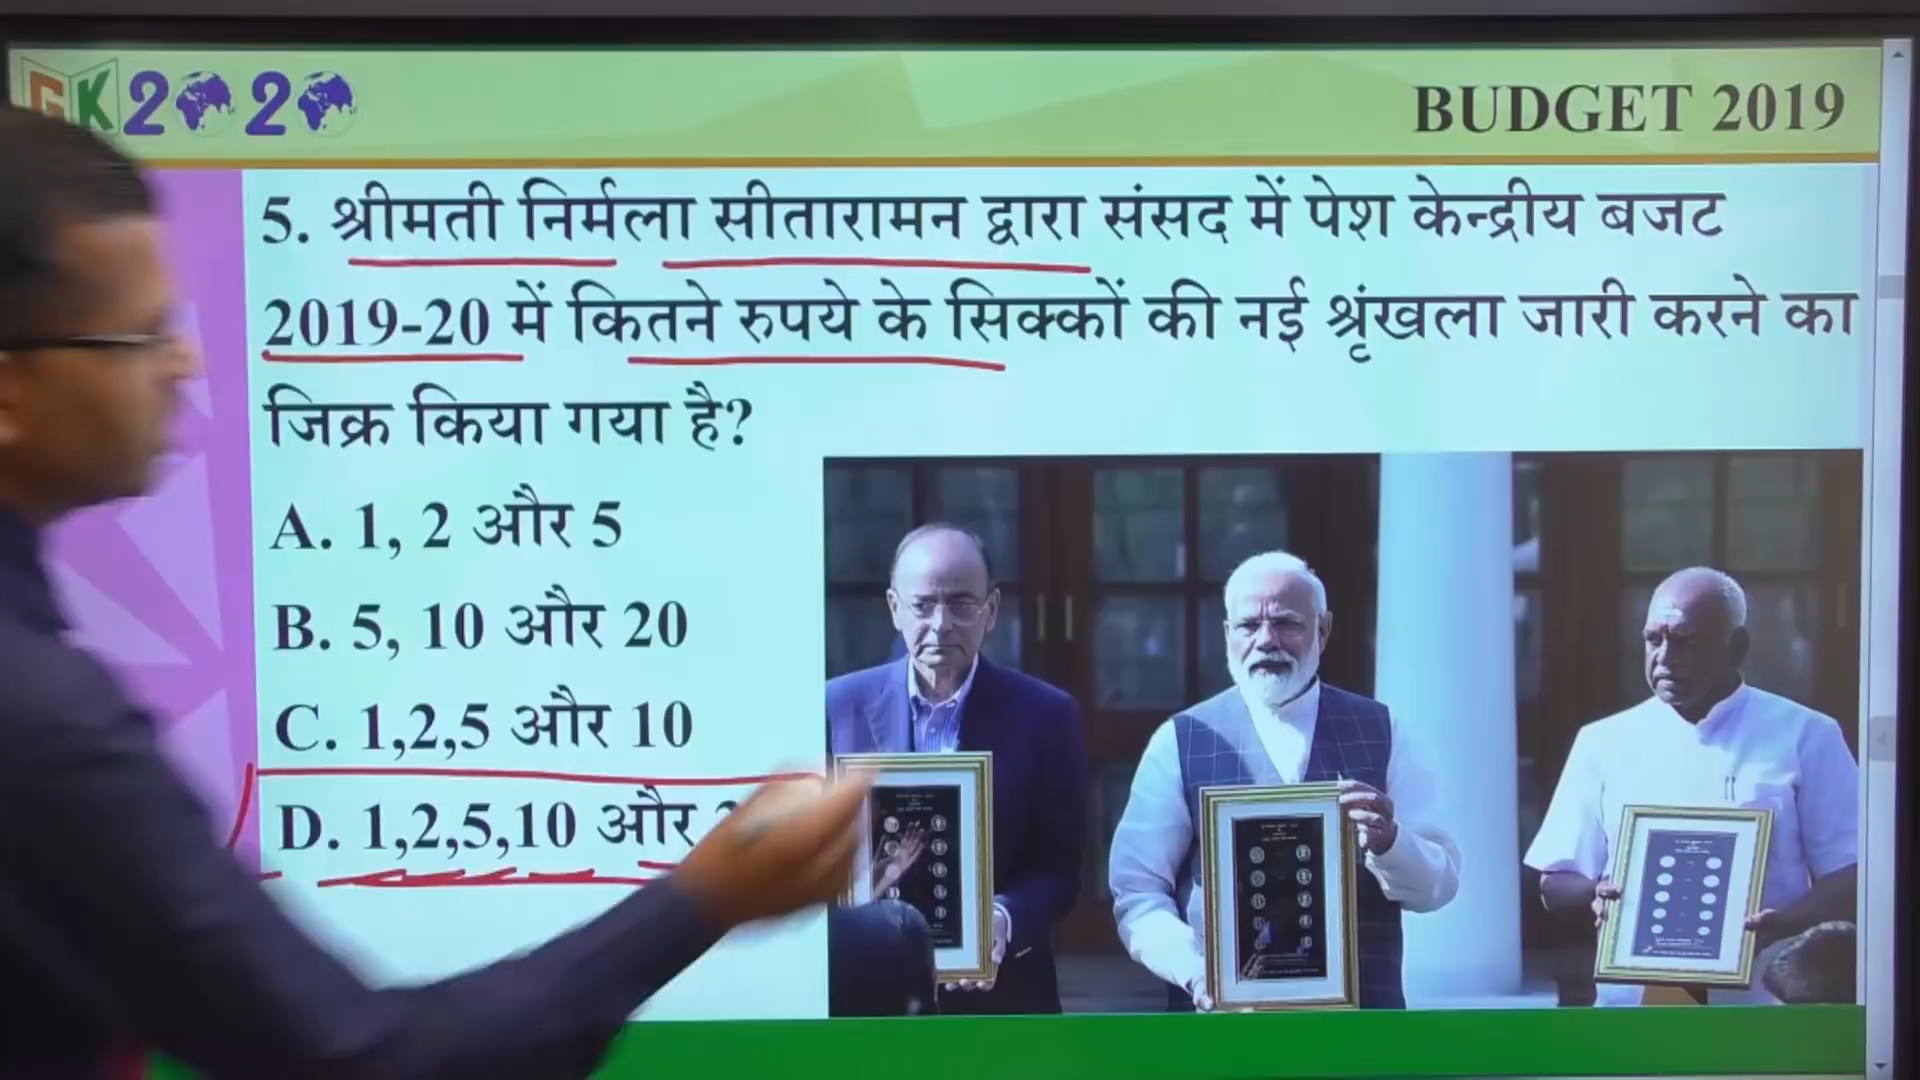 GK2020
BUDGET 2019
5. श्रीमती निर्मला सीतारामन द्वारा संसद में पेश केन्द्रीय बजट
2019-20 में कितने रुपये के सिक्कों की नई श्रृंखला जारी करने का
जिक्र किया गया है?
A. 1, 2 और 5
B. 5, 10 और 20
C. 1,2,5 और 10
D. 1,2,5,10 और